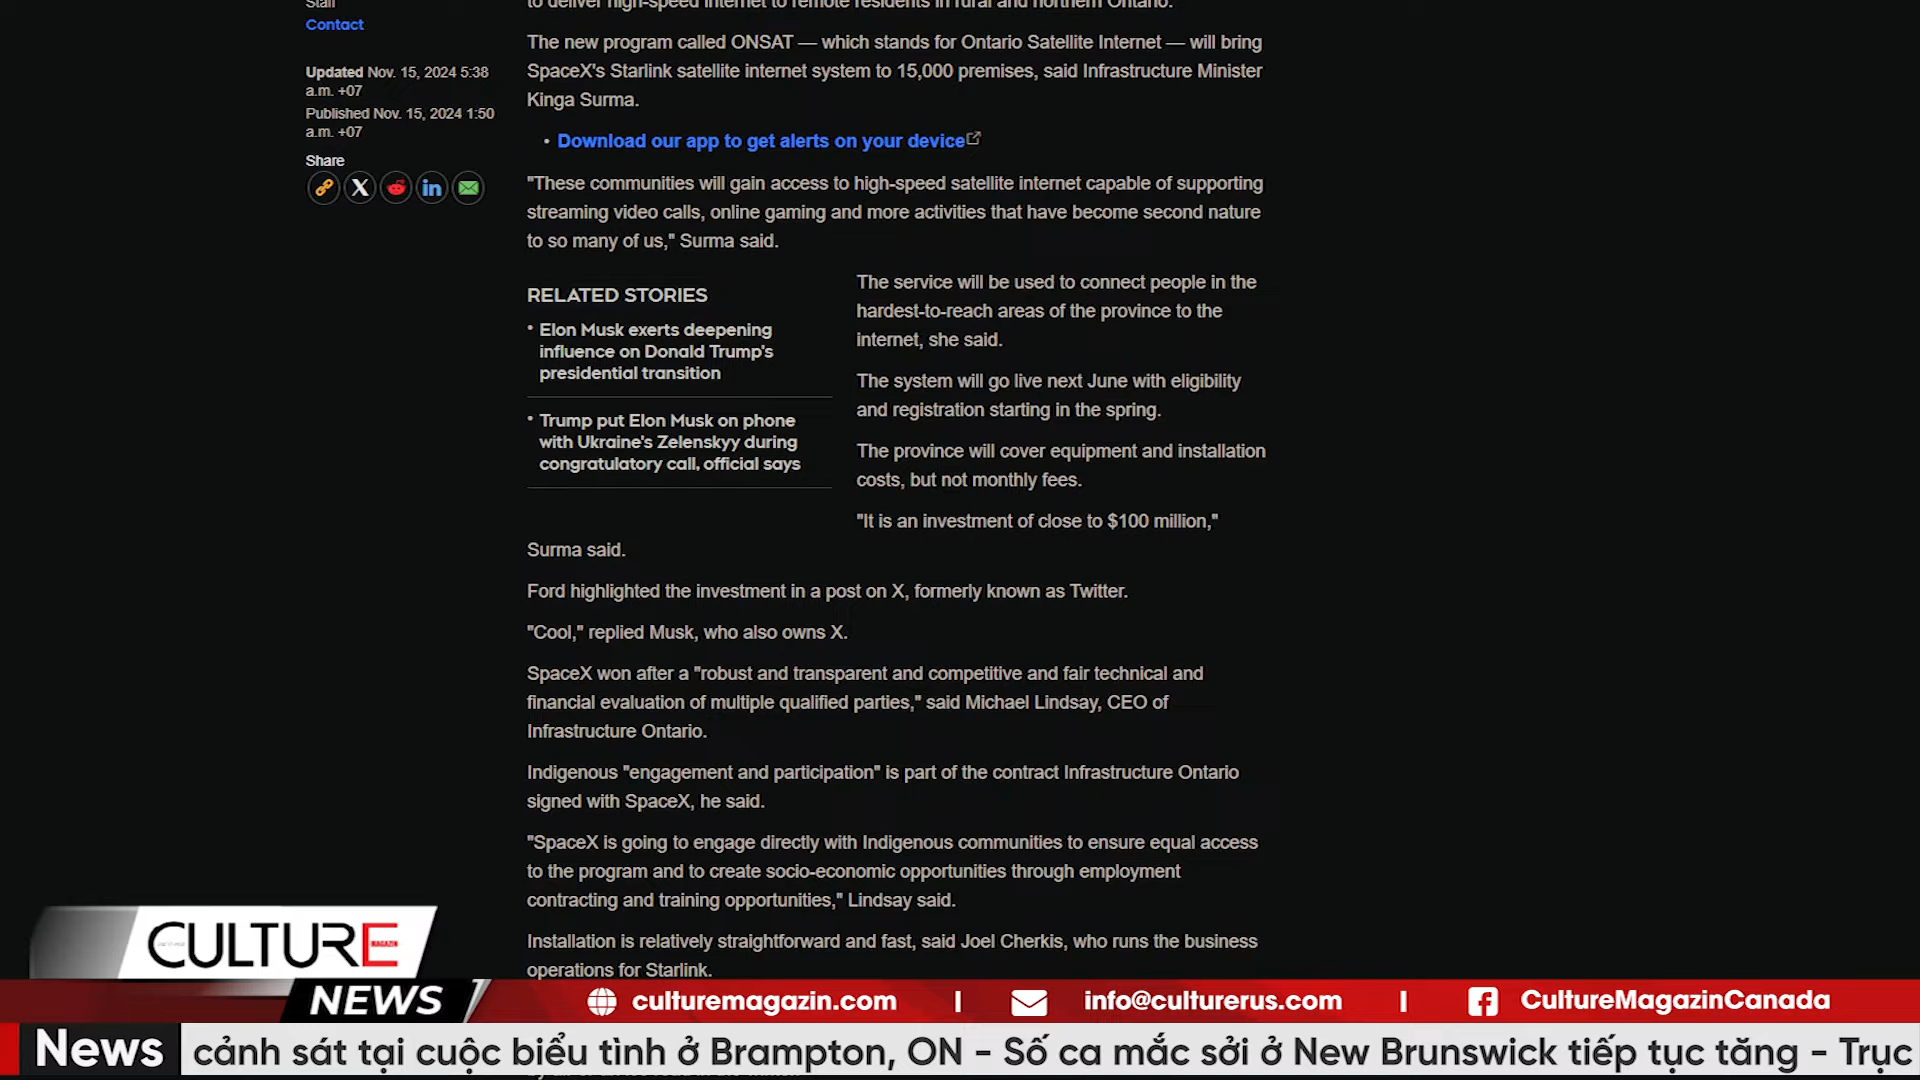 Staff
Contact
Updated Nov. 15, 2024 5:38
a.m. +07
Published Nov. 15, 2024 1:50
a.m. +07
Share
to deliver high-speed internet to remote residents in rural and northern Ontario.
The new program called ONSAT — which stands for Ontario Satellite Internet — will bring
SpaceX's Starlink satellite internet system to 15,000 premises, said Infrastructure Minister
Kinga Surma.
• Download our app to get alerts on your device
"These communities will gain access to high-speed satellite internet capable of supporting
streaming video calls, online gaming and more activities that have become second nature
to so many of us," Surma said.
RELATED STORIES
• Elon Musk exerts deepening
influence on Donald Trump's
presidential transition
• Trump put Elon Musk on phone
with Ukraine's Zelenskyy during
congratulatory call, official says
The service will be used to connect people in the
hardest-to-reach areas of the province to the
internet, she said.
The system will go live next June with eligibility
and registration starting in the spring.
The province will cover equipment and installation
costs, but not monthly fees.
"It is an investment of close to $100 million,"
Surma said.
Ford highlighted the investment in a post on X, formerly known as Twitter.
"Cool," replied Musk, who also owns X.
SpaceX won after a "robust and transparent and competitive and fair technical and
financial evaluation of multiple qualified parties," said Michael Lindsay, CEO of
Infrastructure Ontario.
Indigenous "engagement and participation" is part of the contract Infrastructure Ontario
signed with SpaceX, he said.
"SpaceX is going to engage directly with Indigenous communities to ensure equal access
to the program and to create socio-economic opportunities through employment
contracting and training opportunities," Lindsay said.
Installation is relatively straightforward and fast, said Joel Cherkis, who runs the business
operations for Starlink.
CULTURE
MAGAZIN
NEWS
culturemagazin.com | info@culturerus.com | CultureMagazinCanada
News cảnh sát tại cuộc biểu tình ở Brampton, ON - Số ca mắc sởi ở New Brunswick tiếp tục tăng - Trục